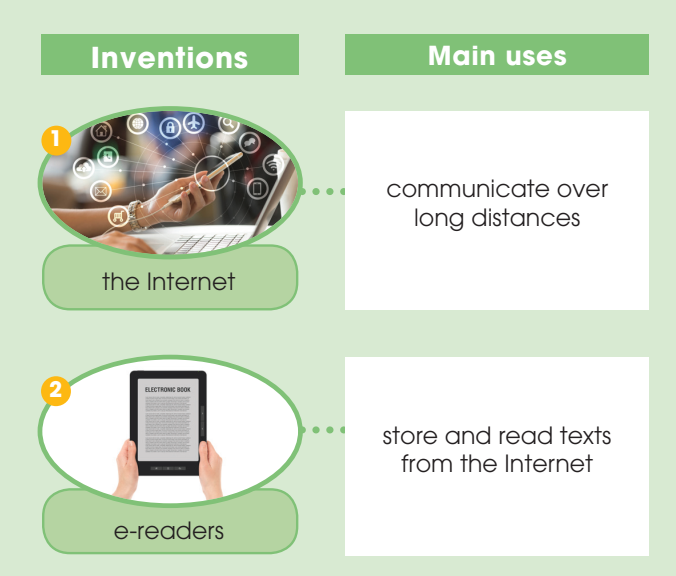 Inventions
Main uses
1
communicate over
long distances
the Internet
2
ELECTRONIC BOOK
store and read texts
from the Internet
e-readers